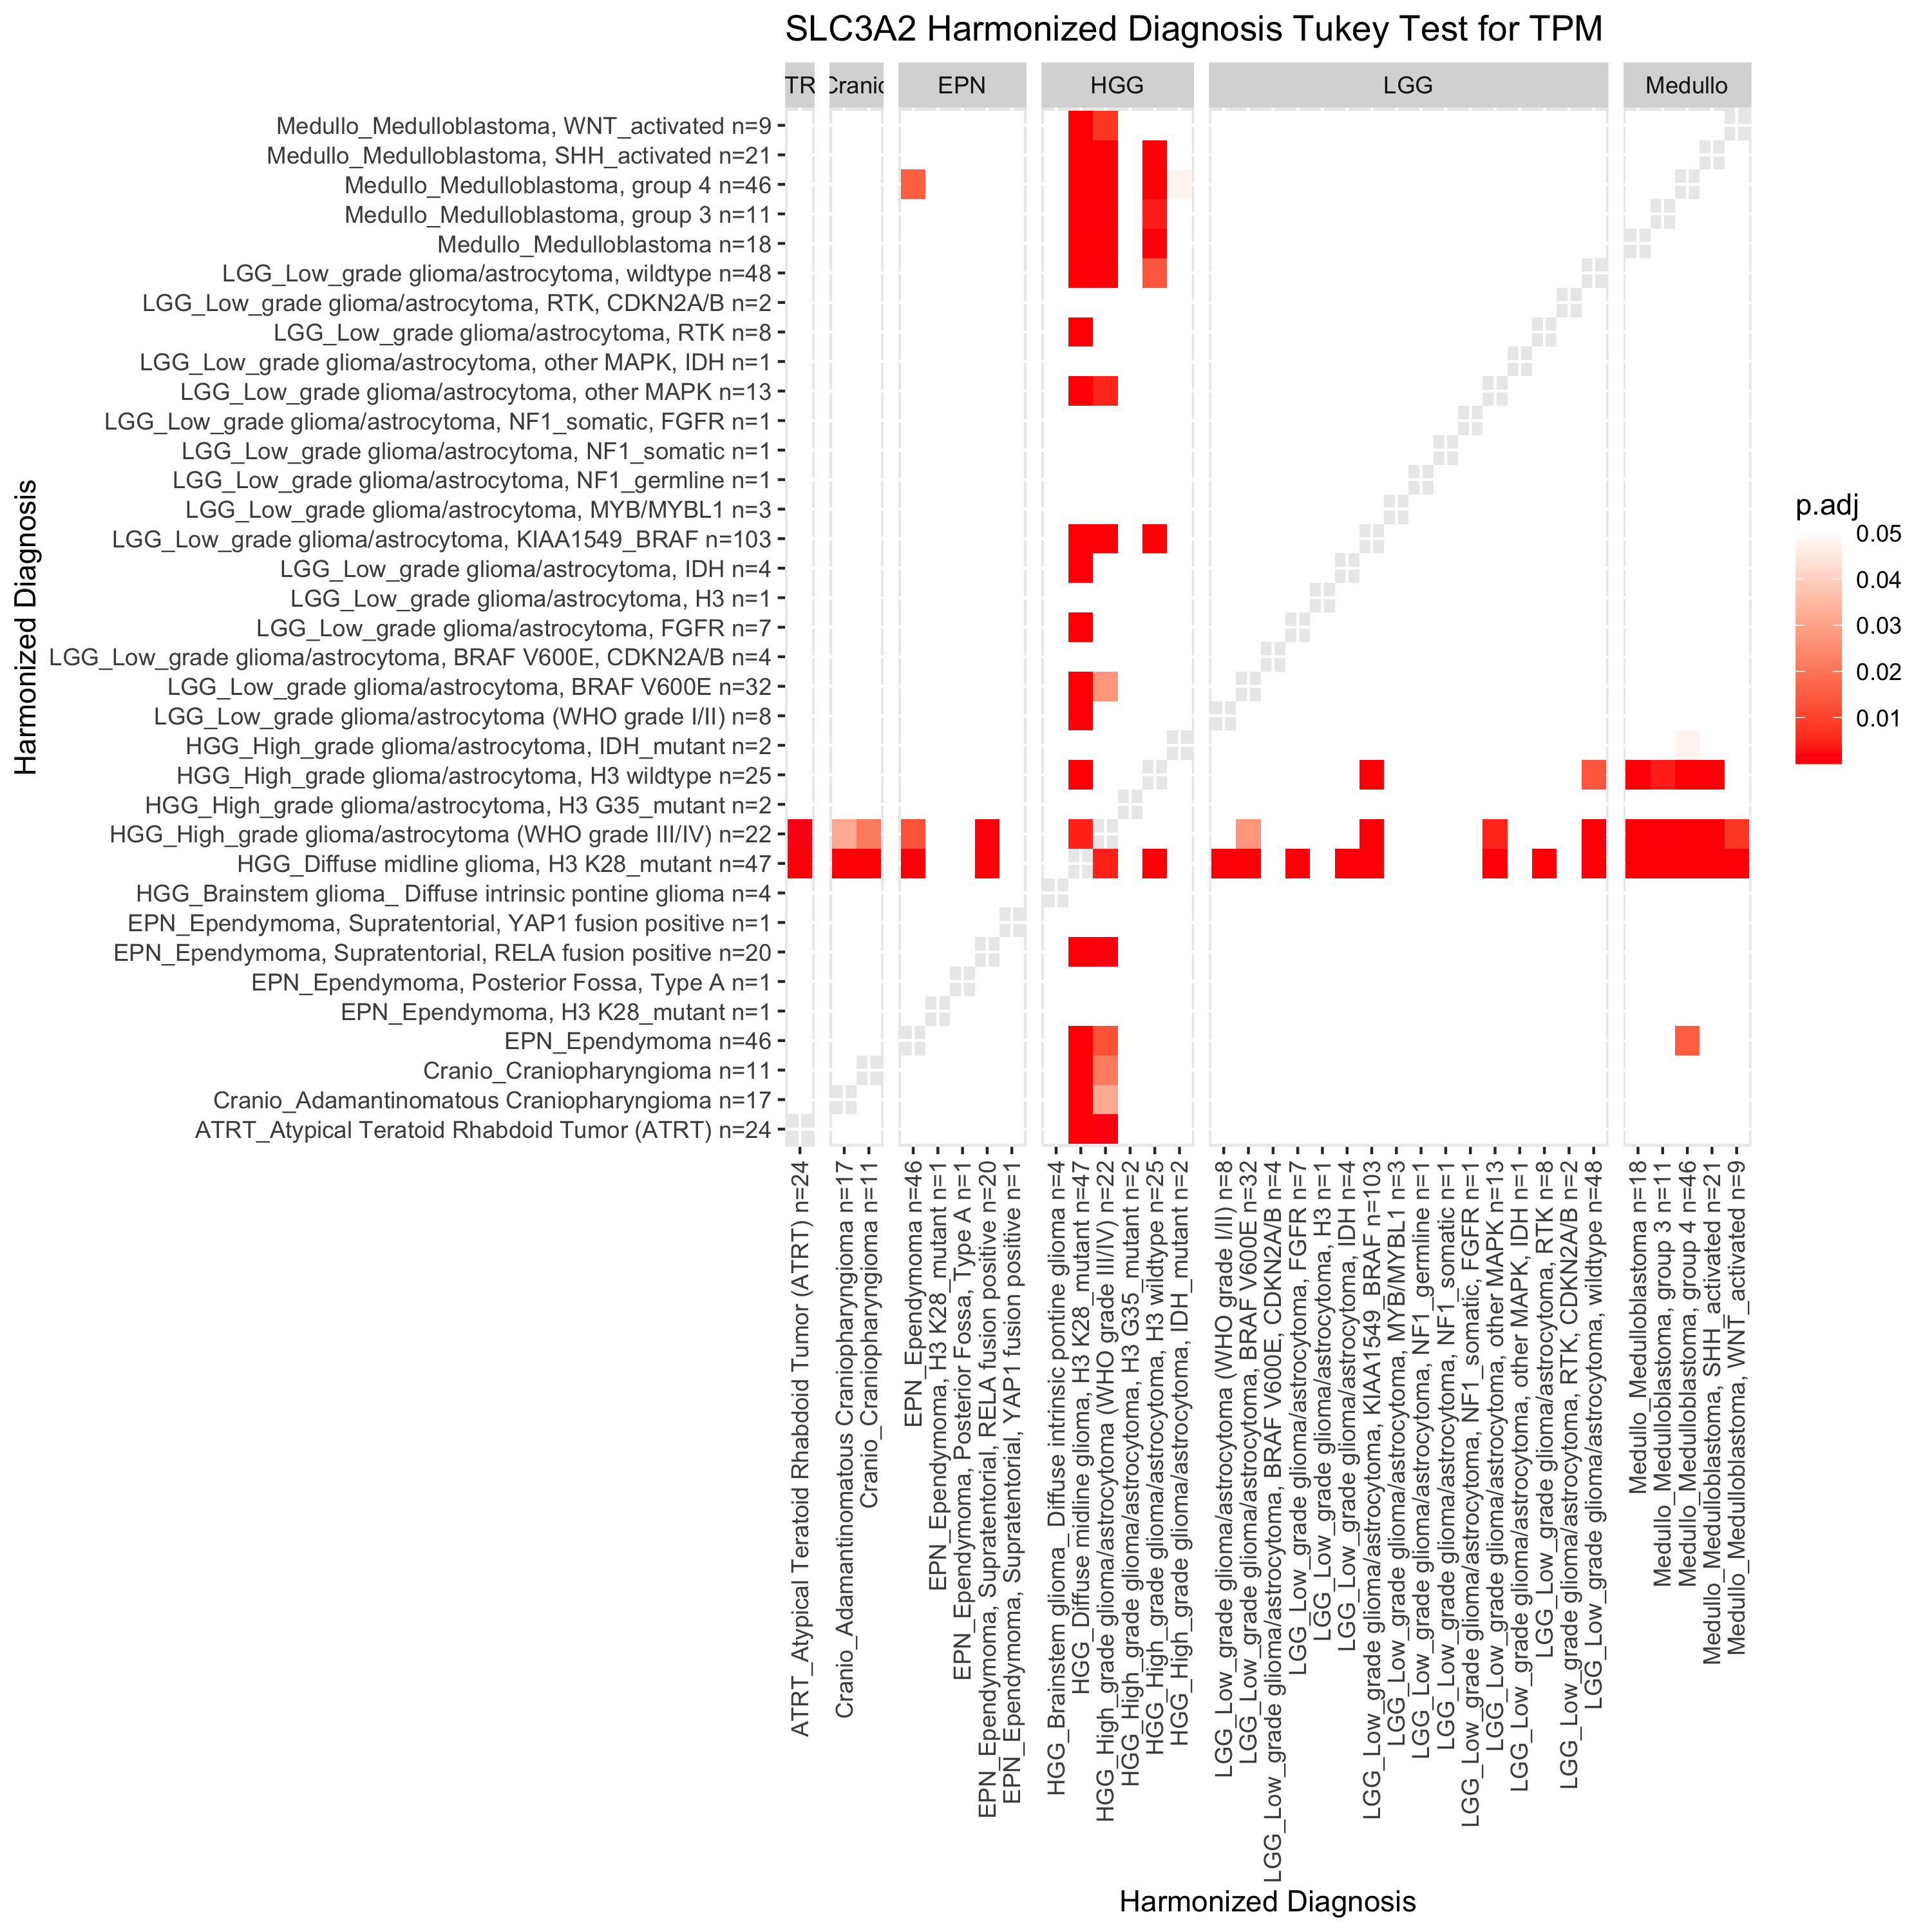 SLC3A2 Harmonized Diagnosis Tukey Test for TPM
TR
Cranio
EPN
HGG
LGG
Medullo
Harmonized Diagnosis
Medullo_Medulloblastoma, WNT_activated n=9
Medullo_Medulloblastoma, SHH_activated n=21
Medullo_Medulloblastoma, group 4 n=46
Medullo_Medulloblastoma, group 3 n=11
Medullo_Medulloblastoma n=18
LGG_Low_grade glioma/astrocytoma, wildtype n=48
LGG_Low_grade glioma/astrocytoma, RTK, CDKN2A/B n=2
LGG_Low_grade glioma/astrocytoma, RTK n=8
LGG_Low_grade glioma/astrocytoma, other MAPK, IDH n=1
LGG_Low_grade glioma/astrocytoma, other MAPK n=13
LGG_Low_grade glioma/astrocytoma, NF1_somatic, FGFR n=1
LGG_Low_grade glioma/astrocytoma, NF1_somatic n=1
LGG_Low_grade glioma/astrocytoma, NF1_germline n=1
LGG_Low_grade glioma/astrocytoma, MYB/MYBL1 n=3
LGG_Low_grade glioma/astrocytoma, KIAA1549_BRAF n=103
LGG_Low_grade glioma/astrocytoma, IDH n=4
LGG_Low_grade glioma/astrocytoma, H3 n=1
LGG_Low_grade glioma/astrocytoma, FGFR n=7
LGG_Low_grade glioma/astrocytoma, BRAF V600E, CDKN2A/B n=4
LGG_Low_grade glioma/astrocytoma, BRAF V600E n=32
LGG_Low_grade glioma/astrocytoma (WHO grade I/II) n=8
HGG_High_grade glioma/astrocytoma, IDH_mutant n=2
HGG_High_grade glioma/astrocytoma, H3 wildtype n=25
HGG_High_grade glioma/astrocytoma, H3 G35_mutant n=2
HGG_High_grade glioma/astrocytoma (WHO grade III/IV) n=22
HGG_Diffuse midline glioma, H3 K28_mutant n=47
HGG_Brainstem glioma_ Diffuse intrinsic pontine glioma n=4
EPN_Ependymoma, Supratentorial, YAP1 fusion positive n=1
EPN_Ependymoma, Supratentorial, RELA fusion positive n=20
EPN_Ependymoma, Posterior Fossa, Type A n=1
EPN_Ependymoma, H3 K28_mutant n=1
EPN_Ependymoma n=46
Cranio_Craniopharyngioma n=11
Cranio_Adamantinomatous Craniopharyngioma n=17
ATRT_Atypical Teratoid Rhabdoid Tumor (ATRT) n=24
p.adj
0.05
0.04
0.03
0.02
0.01
ATRT_Atypical Teratoid Rhabdoid Tumor (ATRT) n=24
Cranio_Adamantinomatous Craniopharyngioma n=17
Cranio_Craniopharyngioma n=11
EPN_Ependymoma n=46
EPN_Ependymoma, H3 K28_mutant n=1
EPN_Ependymoma, Posterior Fossa, Type A n=1
EPN_Ependymoma, Supratentorial, RELA fusion positive n=20
EPN_Ependymoma, Supratentorial, YAP1 fusion positive n=1
HGG_Brainstem glioma_ Diffuse intrinsic pontine glioma n=4
HGG_Diffuse midline glioma, H3 K28_mutant n=47
HGG_High_grade glioma/astrocytoma (WHO grade III/IV) n=22
HGG_High_grade glioma/astrocytoma, H3 G35_mutant n=2
HGG_High_grade glioma/astrocytoma, H3 wildtype n=25
HGG_High_grade glioma/astrocytoma, IDH_mutant n=2
LGG_Low_grade glioma/astrocytoma (WHO grade I/II) n=8
LGG_Low_grade glioma/astrocytoma, BRAF V600E n=32
LGG_Low_grade glioma/astrocytoma, BRAF V600E, CDKN2A/B n=4
LGG_Low_grade glioma/astrocytoma, FGFR n=7
LGG_Low_grade glioma/astrocytoma, H3 n=1
LGG_Low_grade glioma/astrocytoma, IDH n=4
LGG_Low_grade glioma/astrocytoma, KIAA1549_BRAF n=103
LGG_Low_grade glioma/astrocytoma, MYB/MYBL1 n=3
LGG_Low_grade glioma/astrocytoma, NF1_germline n=1
LGG_Low_grade glioma/astrocytoma, NF1_somatic n=1
LGG_Low_grade glioma/astrocytoma, NF1_somatic, FGFR n=1
LGG_Low_grade glioma/astrocytoma, other MAPK n=13
LGG_Low_grade glioma/astrocytoma, other MAPK, IDH n=1
LGG_Low_grade glioma/astrocytoma, RTK n=8
LGG_Low_grade glioma/astrocytoma, RTK, CDKN2A/B n=2
LGG_Low_grade glioma/astrocytoma, wildtype n=48
Medullo_Medulloblastoma n=18
Medullo_Medulloblastoma, group 3 n=11
Medullo_Medulloblastoma, group 4 n=46
Medullo_Medulloblastoma, SHH_activated n=21
Medullo_Medulloblastoma, WNT_activated n=9
Harmonized Diagnosis